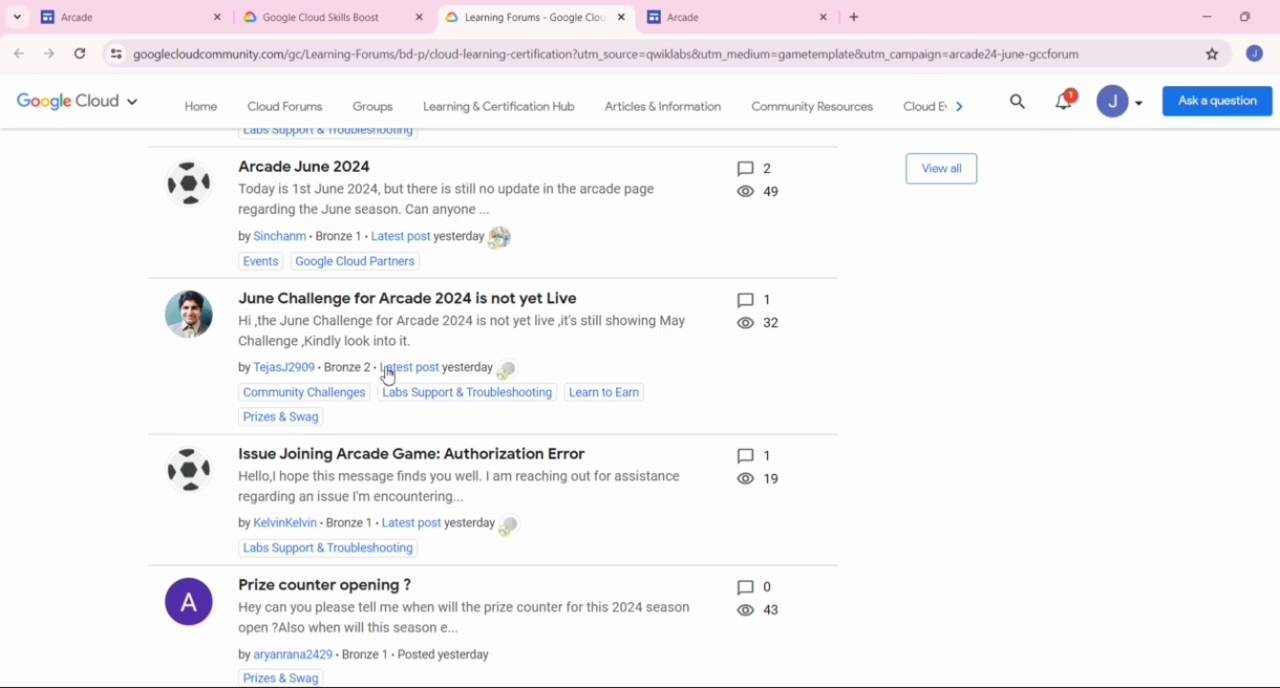 Arcade
Google Cloud Skills Boost
Learning Forums - Google Clou
Arcade
googlecloudcommunity.com/gc/Learning-Forums/bd-p/cloud-learning-certification?utm_source=qwiklabs&utm_medium=gametemplate&utm_campaign=arcade24-june-gccforum
J
Google Cloud
Home
Cloud Forums
Groups
Learning & Certification Hub
Articles & Information
Community Resources
Cloud Ev
1
J
Ask a question
Labs Support & Troubleshooting
View all
Arcade June 2024
2
Today is 1st June 2024, but there is still no update in the arcade page
49
regarding the June season. Can anyone ...
by Sinchanm • Bronze 1 • Latest post yesterday
Events
Google Cloud Partners
June Challenge for Arcade 2024 is not yet Live
1
Hi ,the June Challenge for Arcade 2024 is not yet live ,it's still showing May
32
Challenge ,Kindly look into it.
by TejasJ2909 • Bronze 2 • Latest post yesterday
Community Challenges
Labs Support & Troubleshooting
Learn to Earn
Prizes & Swag
Issue Joining Arcade Game: Authorization Error
1
Hello,I hope this message finds you well. I am reaching out for assistance
19
regarding an issue I'm encountering...
by KelvinKelvin • Bronze 1 • Latest post yesterday
Labs Support & Troubleshooting
A
Prize counter opening ?
0
Hey can you please tell me when will the prize counter for this 2024 season
43
open ?Also when will this season e...
by aryanrana2429 • Bronze 1 • Posted yesterday
Prizes & Swag